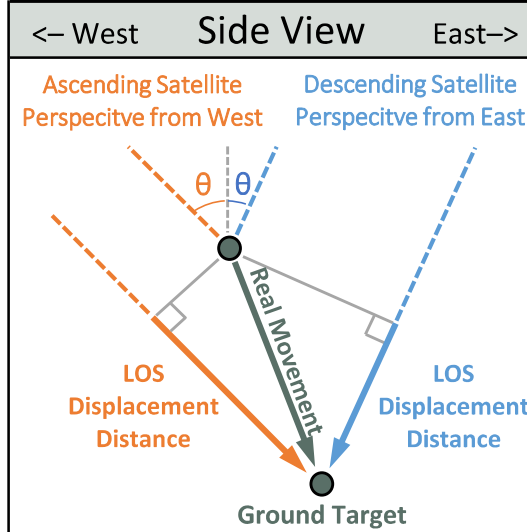 <– West Side View East–>
Ascending Satellite
Perspecitve from West
Descending Satellite
Perspecitve from East
θ θ
Real Movement
LOS
Displacement
Distance
LOS
Displacement
Distance
Ground Target